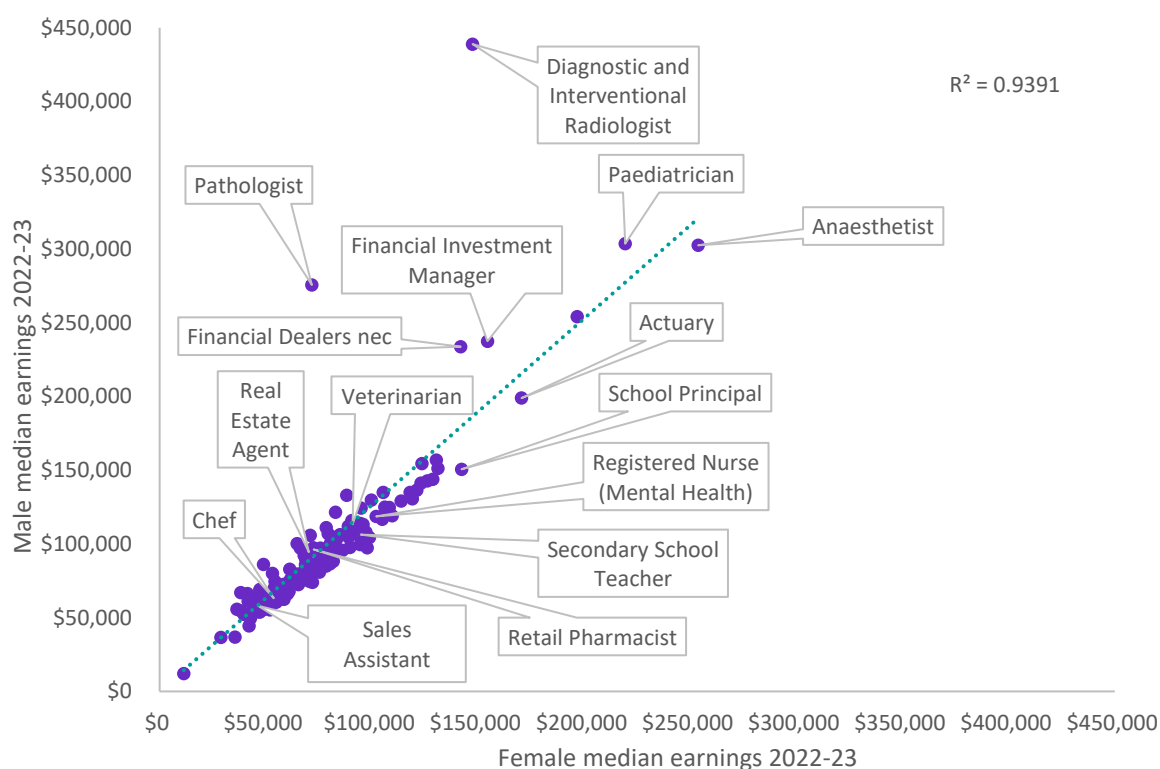 $450,000
$400,000
$350,000
$300,000
$250,000
$200,000
$150,000
$100,000
$50,000
$0
Male median earnings 2022-23
Diagnostic and
Interventional
Radiologist
R² = 0.9391
Pathologist
Paediatrician
Financial Investment
Manager
Anaesthetist
Financial Dealers nec
Actuary
Real
Estate
Agent
Veterinarian
School Principal
Chef
Registered Nurse
(Mental Health)
Secondary School
Teacher
Sales
Assistant
Retail Pharmacist
$0
$50,000
$100,000
$150,000
$200,000
$250,000
$300,000
$350,000
$400,000
$450,000
Female median earnings 2022-23